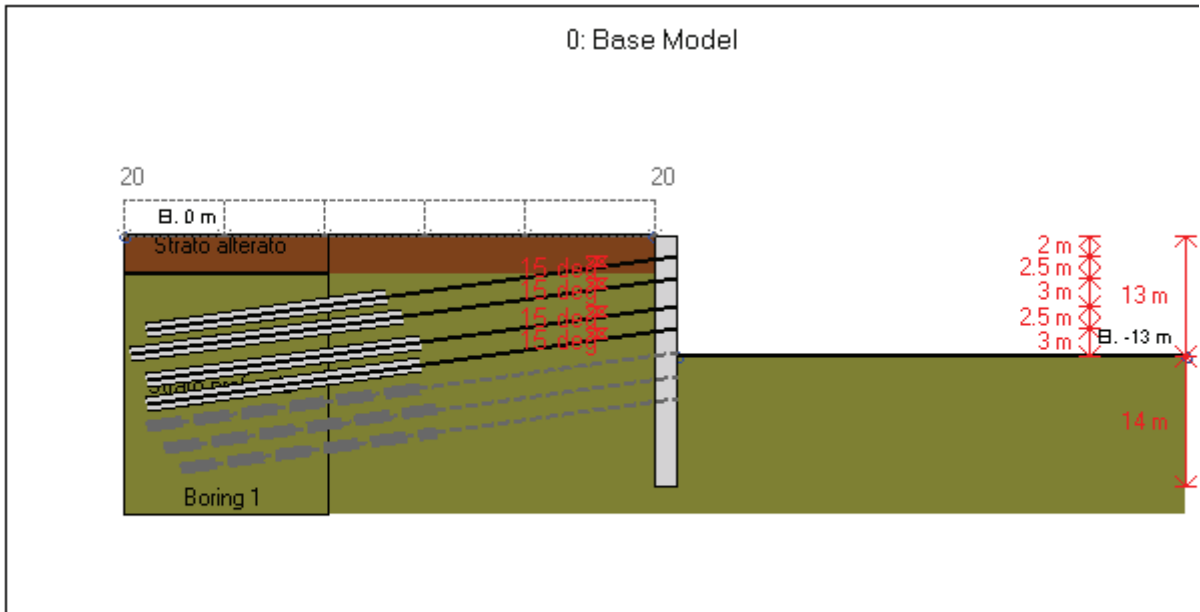 0: Base Model
20
20
El. 0 m
Strato alterato
15 deg
15 deg
15 deg
15 deg
2 m
2.5 m
3 m
2.5 m
3 m
13 m
El. -13 m
14 m
Strato
Boring 1